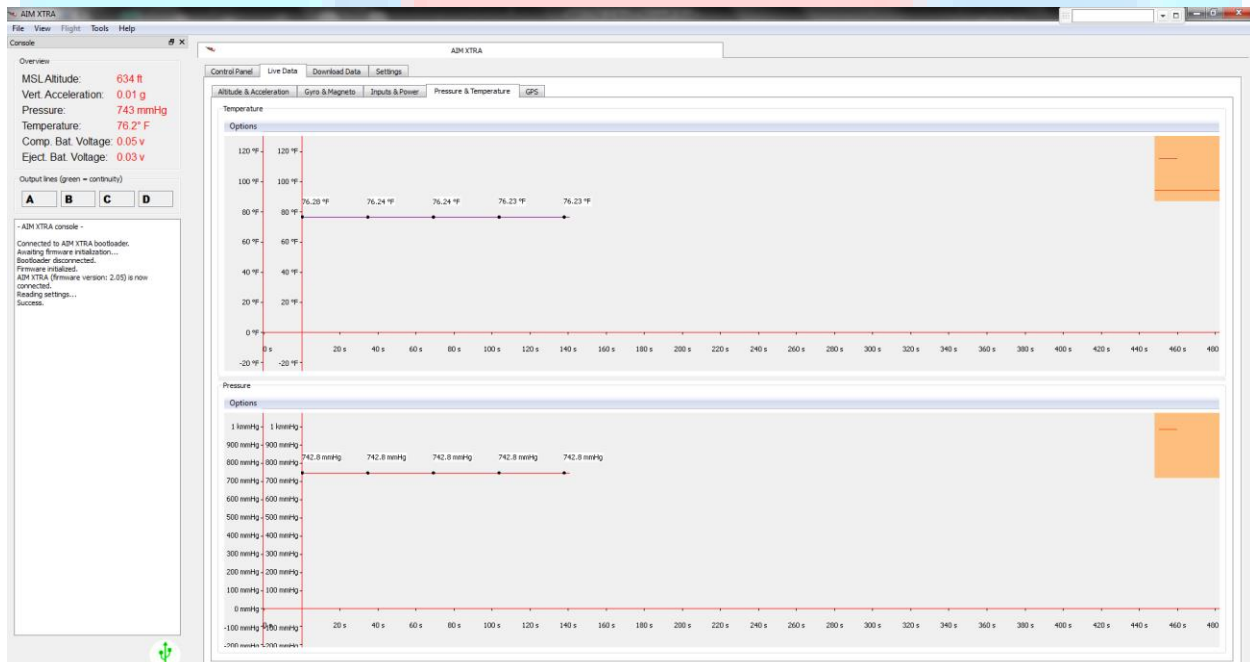 AIM XTRA
File View Flight Tools Help
Console
Overview
MSL Altitude: 634 ft
Vert. Acceleration: 0.01 g
Pressure: 743 mmHg
Temperature: 76.2° F
Comp. Bat. Voltage: 0.05 v
Eject. Bat. Voltage: 0.03 v
Output lines (green = continuity)
A B C D
- AIM XTRA console -
Connected to AIM XTRA bootloader.
Awaiting firmware initialization...
Bootloader disconnected.
Firmware initialized.
AIM XTRA (firmware version: 2.05) is now
connected.
Reading settings...
Success.
AIM XTRA
Control Panel Live Data Download Data Settings
Altitude & Acceleration Gyro & Magneto Inputs & Power Pressure & Temperature GPS
Temperature
Options
120 °F 120 °F
100 °F 100 °F
76.28 °F 76.24 °F 76.24 °F 76.23 °F 76.23 °F
80 °F 80 °F
60 °F 60 °F
40 °F 40 °F
20 °F 20 °F
0 °F
0 s 20 s 40 s 60 s 80 s 100 s 120 s 140 s 160 s 180 s 200 s 220 s 240 s 260 s 280 s 300 s 320 s 340 s 360 s 380 s 400 s 420 s 440 s 460 s 480
-20 °F -20 °F
Pressure
Options
1 kmmHg 1 kmmHg
900 mmHg 900 mmHg
742.8 mmHg 742.8 mmHg 742.8 mmHg 742.8 mmHg 742.8 mmHg
800 mmHg 800 mmHg
700 mmHg 700 mmHg
600 mmHg 600 mmHg
500 mmHg 500 mmHg
400 mmHg 400 mmHg
300 mmHg 300 mmHg
200 mmHg 200 mmHg
100 mmHg 100 mmHg
0 mmHg
-100 mmHg 20 s 40 s 60 s 80 s 100 s 120 s 140 s 160 s 180 s 200 s 220 s 240 s 260 s 280 s 300 s 320 s 340 s 360 s 380 s 400 s 420 s 440 s 460 s 480
-200 mmHg -200 mmHg